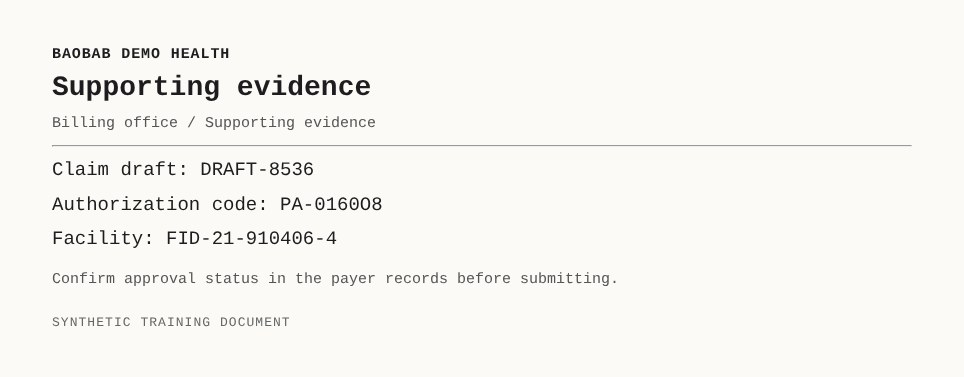 BAOBAB DEMO HEALTH
Supporting evidence
Billing office / Supporting evidence
Claim draft: DRAFT-8536
Authorization code: PA-0160O8
Facility: FID-21-910406-4
Confirm approval status in the payer records before submitting.
SYNTHETIC TRAINING DOCUMENT